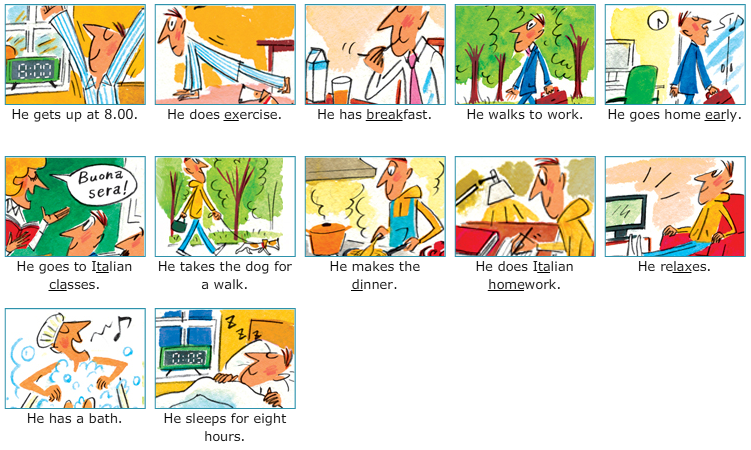 8:00
He gets up at 8.00.
He does exercise.
He has breakfast.
He walks to work.
He goes home early.
Buona
sera!
He goes to Italian
classes.
He takes the dog for
a walk.
He makes the
dinner.
He does Italian
homework.
He relaxes.
He has a bath.
Z Z Z Z
He sleeps for eight
hours.